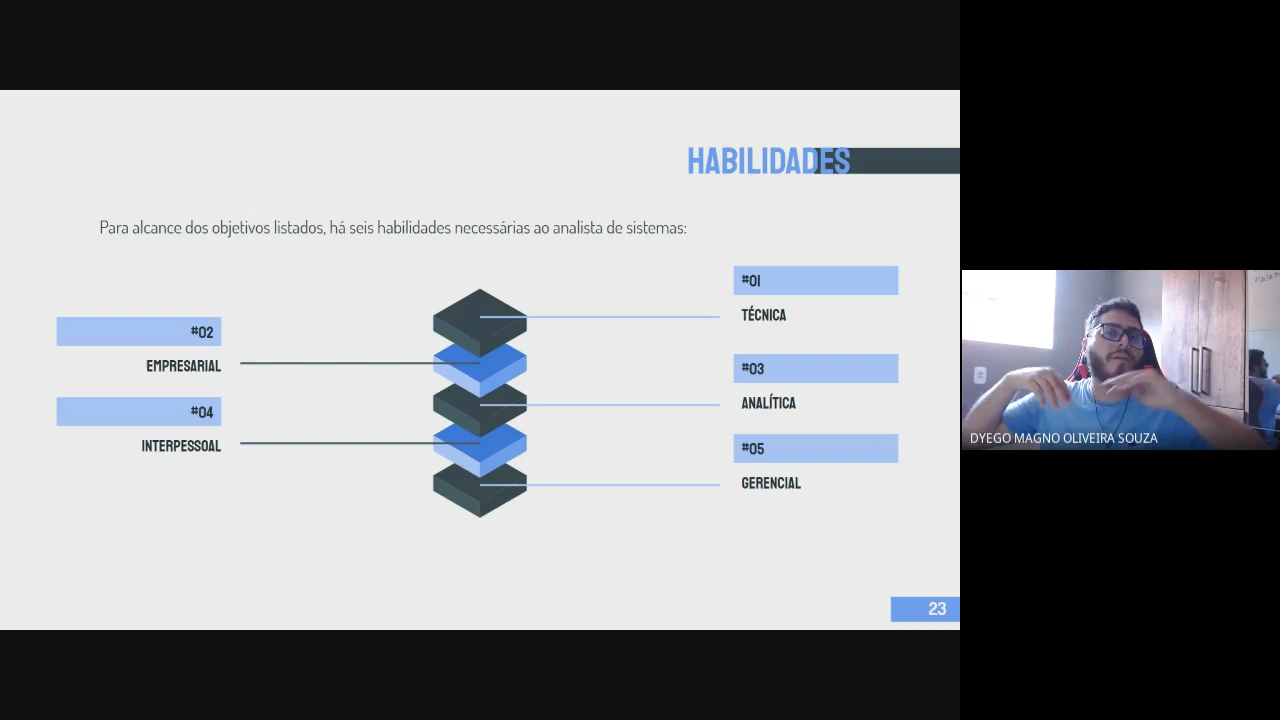 HABILIDADES
Para alcance dos objetivos listados, há seis habilidades necessárias ao analista de sistemas:
#01
TÉCNICA
#02
EMPRESARIAL
#03
ANALÍTICA
#04
INTERPESSOAL
#05
GERENCIAL
23
DYEGO MAGNO OLIVEIRA SOUZA